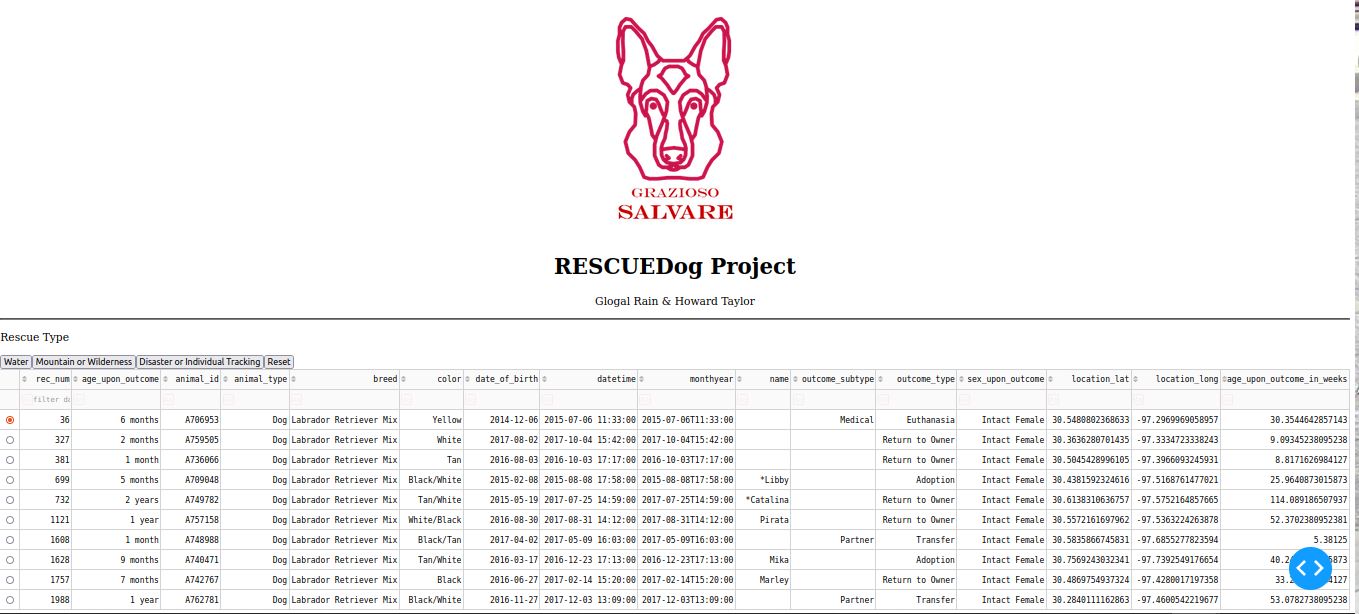 GRAZIOSO
SALVARE
RESCUEDog Project
Glogal Rain & Howard Taylor
Rescue Type
Water Mountain or Wilderness Disaster or Individual Tracking Reset
rec_num age_upon_outcome animal_id animal_type breed color date_of_birth datetime monthyear name outcome_subtype outcome_type sex_upon_outcome location_lat location_long age_upon_outcome_in_weeks
filter da
36 6 months A706953 Dog Labrador Retriever Mix Yellow 2014-12-06 2015-07-06 11:33:00 2015-07-06T11:33:00 Medical Euthanasia Intact Female 30.5480802368633 -97.2969969058957 30.3544642857143
327 2 months A759505 Dog Labrador Retriever Mix White 2017-08-02 2017-10-04 15:42:00 2017-10-04T15:42:00 Return to Owner Intact Female 30.3636280701435 -97.3334723338243 9.09345238095238
381 1 month A736066 Dog Labrador Retriever Mix Tan 2016-08-03 2016-10-03 17:17:00 2016-10-03T17:17:00 Return to Owner Intact Female 30.5045428996105 -97.3966093245931 8.8171626984127
699 5 months A709048 Dog Labrador Retriever Mix Black/White 2015-02-08 2015-08-08 17:58:00 2015-08-08T17:58:00 *Libby Adoption Intact Female 30.4381592324616 -97.5168761477021 25.9640873015873
732 2 years A749782 Dog Labrador Retriever Mix Tan/White 2015-05-19 2017-07-25 14:59:00 2017-07-25T14:59:00 *Catalina Return to Owner Intact Female 30.6138310636757 -97.5752164857665 114.089186507937
1121 1 year A757158 Dog Labrador Retriever Mix White/Black 2016-08-30 2017-08-31 14:12:00 2017-08-31T14:12:00 Pirata Return to Owner Intact Female 30.5572161697962 -97.5363224263878 52.3702380952381
1608 1 month A748988 Dog Labrador Retriever Mix Black/Tan 2017-04-02 2017-05-09 16:03:00 2017-05-09T16:03:00 Partner Transfer Intact Female 30.5835866745831 -97.6855277823594 5.38125
1628 9 months A740471 Dog Labrador Retriever Mix Tan/White 2016-03-17 2016-12-23 17:13:00 2016-12-23T17:13:00 Mika Adoption Intact Female 30.7569243032341 -97.7392549176654
1757 7 months A742767 Dog Labrador Retriever Mix Black 2016-06-27 2017-02-14 15:20:00 2017-02-14T15:20:00 Marley Return to Owner Intact Female 30.4869754937324 -97.4280017197358
1988 1 year A762781 Dog Labrador Retriever Mix Black/White 2016-11-27 2017-12-03 13:09:00 2017-12-03T13:09:00 Partner Transfer Intact Female 30.2840111162863 -97.4600542219677 53.0782738095238